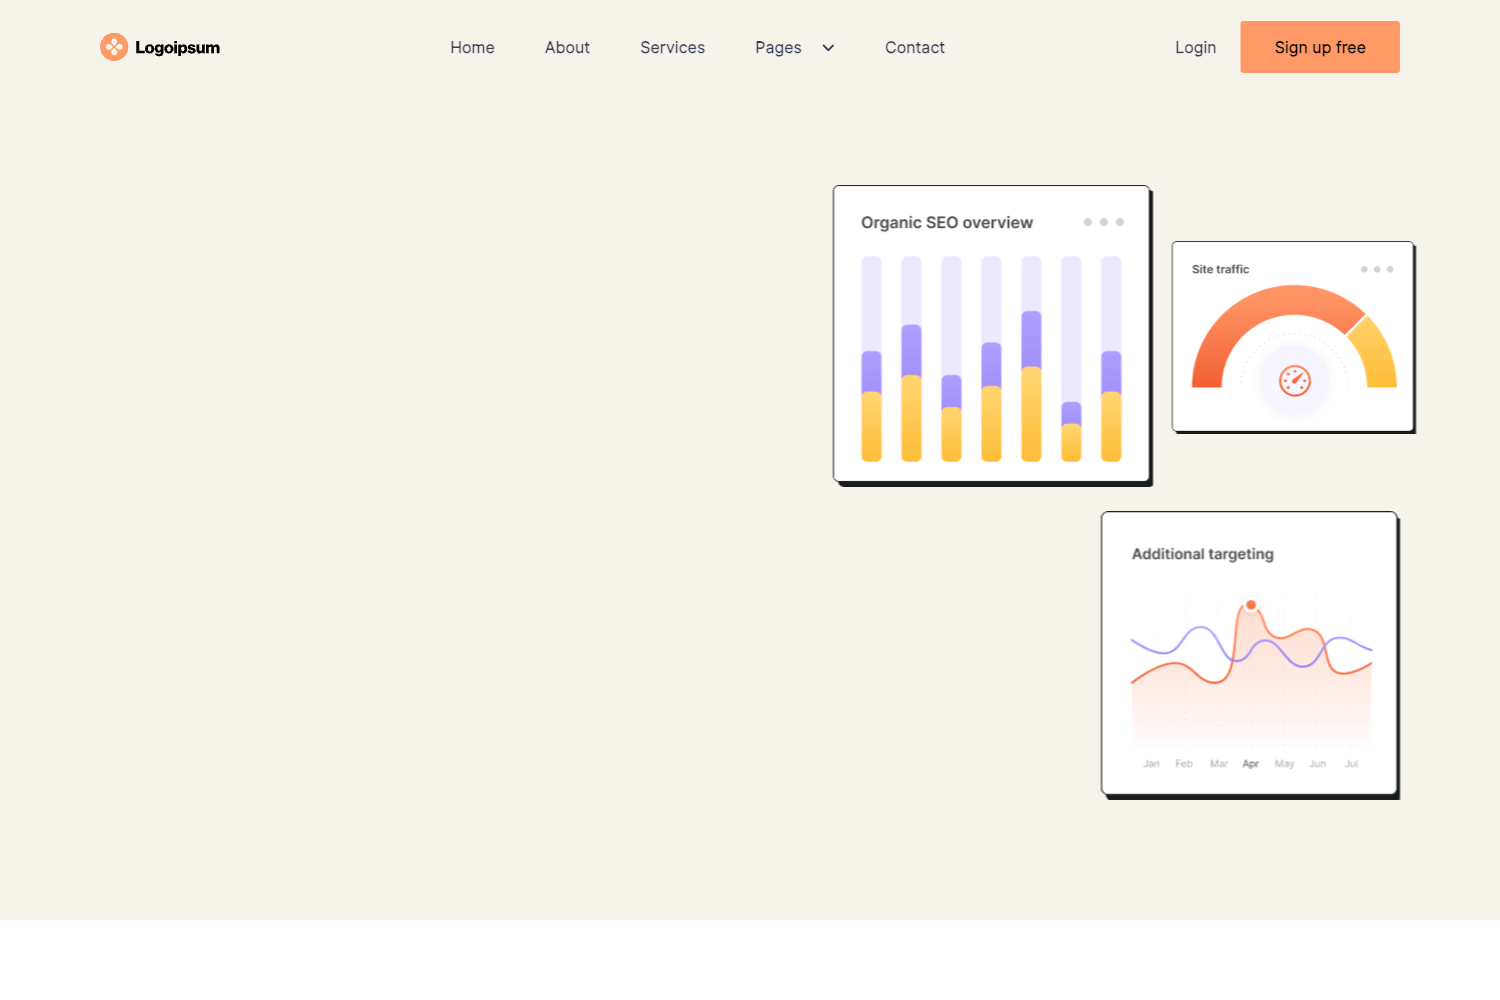 Logoipsum
Home
About
Services
Pages
Contact
Login
Sign up free
Organic SEO overview
Site traffic
Additional targeting
Jan Feb Mar Apr May Jun Jul